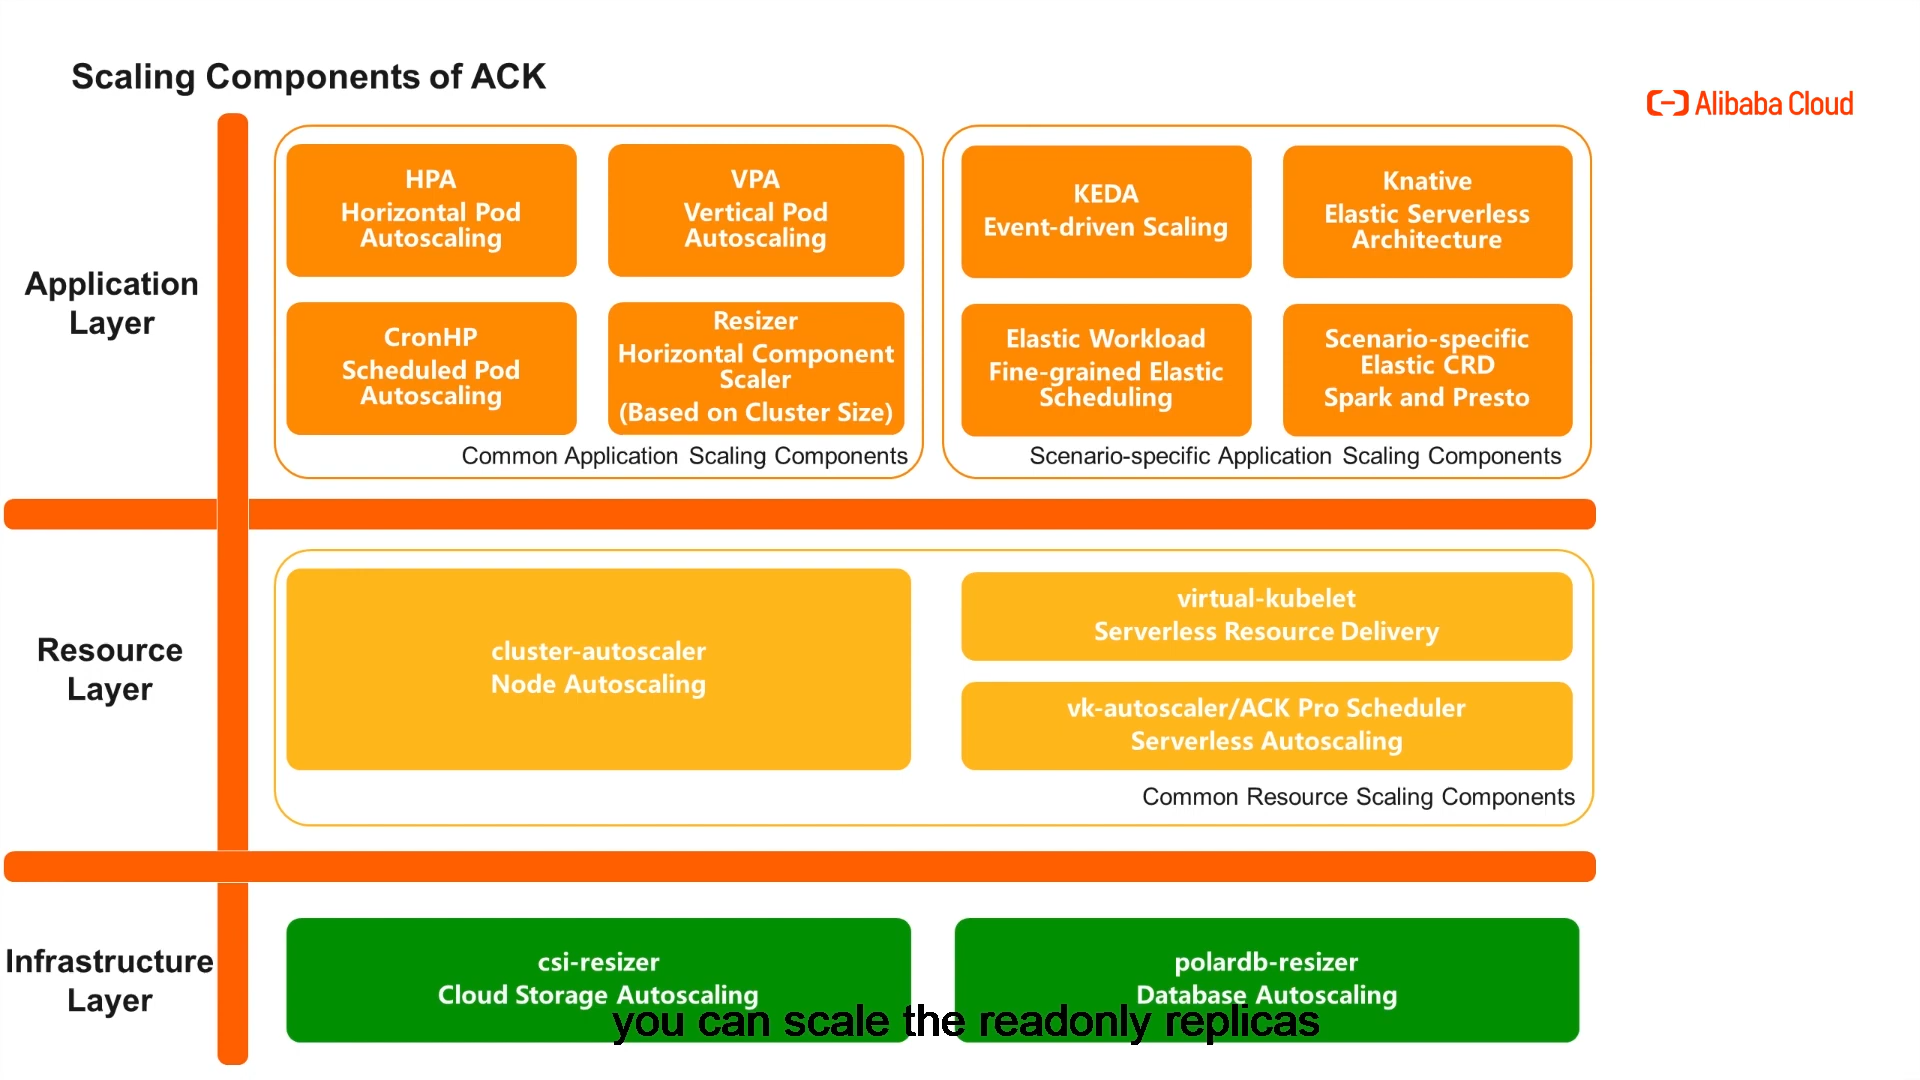 Scaling Components of ACK
Alibaba Cloud
Application
Layer
HPA
Horizontal Pod
Autoscaling
VPA
Vertical Pod
Autoscaling
CronHP
Scheduled Pod
Autoscaling
Resizer
Horizontal Component
Scaler
(Based on Cluster Size)
Common Application Scaling Components
KEDA
Event-driven Scaling
Knative
Elastic Serverless
Architecture
Elastic Workload
Fine-grained Elastic
Scheduling
Scenario-specific
Elastic CRD
Spark and Presto
Scenario-specific Application Scaling Components
Resource
Layer
cluster-autoscaler
Node Autoscaling
virtual-kubelet
Serverless Resource Delivery
vk-autoscaler/ACK Pro Scheduler
Serverless Autoscaling
Common Resource Scaling Components
Infrastructure
Layer
csi-resizer
Cloud Storage Autoscaling
polardb-resizer
Database Autoscaling
you can scale the readonly replicas